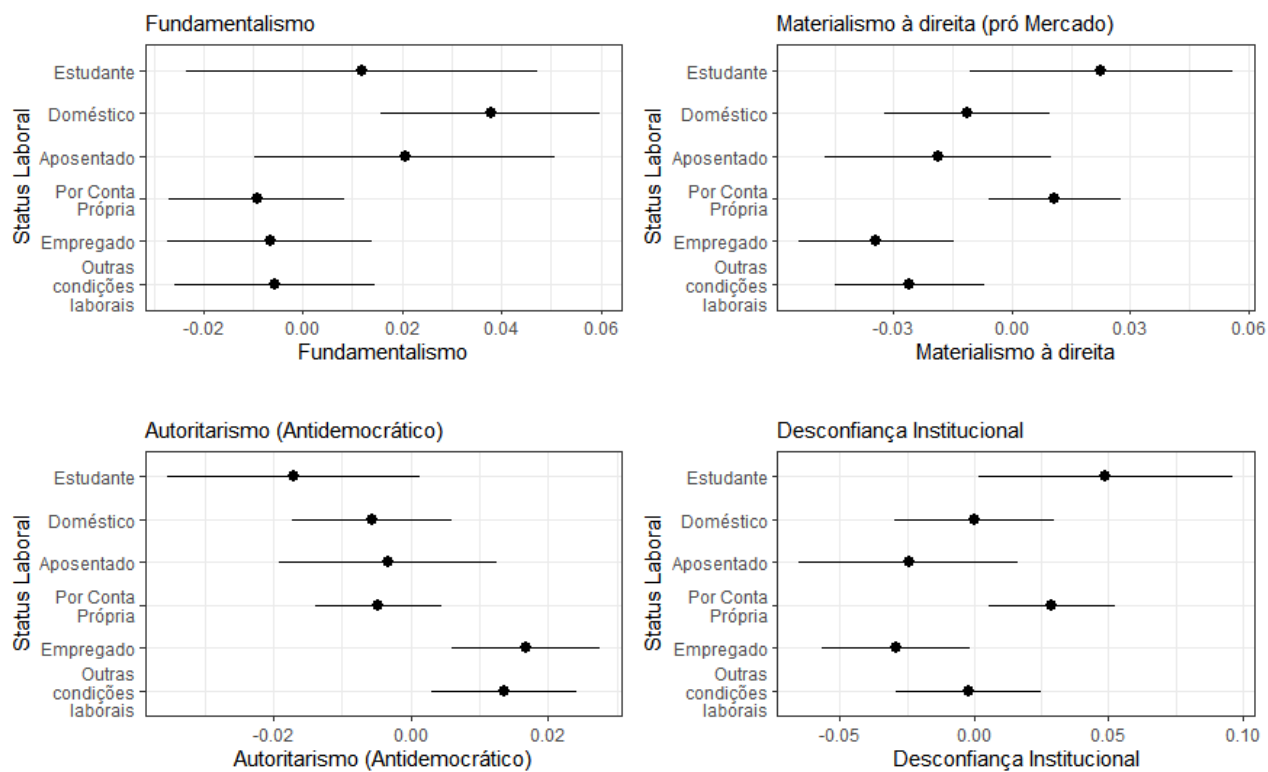 Fundamentalismo
Status Laboral
Estudante
Doméstico
Aposentado
Por Conta
Própria
Empregado
Outras
condições
laborais
-0.02 0.00 0.02 0.04 0.06
Fundamentalismo
Materialismo à direita (pró Mercado)
Status Laboral
Estudante
Doméstico
Aposentado
Por Conta
Própria
Empregado
Outras
condições
laborais
-0.03 0.00 0.03 0.06
Materialismo à direita
Autoritarismo (Antidemocrático)
Status Laboral
Estudante
Doméstico
Aposentado
Por Conta
Própria
Empregado
Outras
condições
laborais
-0.02 0.00 0.02
Autoritarismo (Antidemocrático)
Desconfiança Institucional
Status Laboral
Estudante
Doméstico
Aposentado
Por Conta
Própria
Empregado
Outras
condições
laborais
-0.05 0.00 0.05 0.10
Desconfiança Institucional